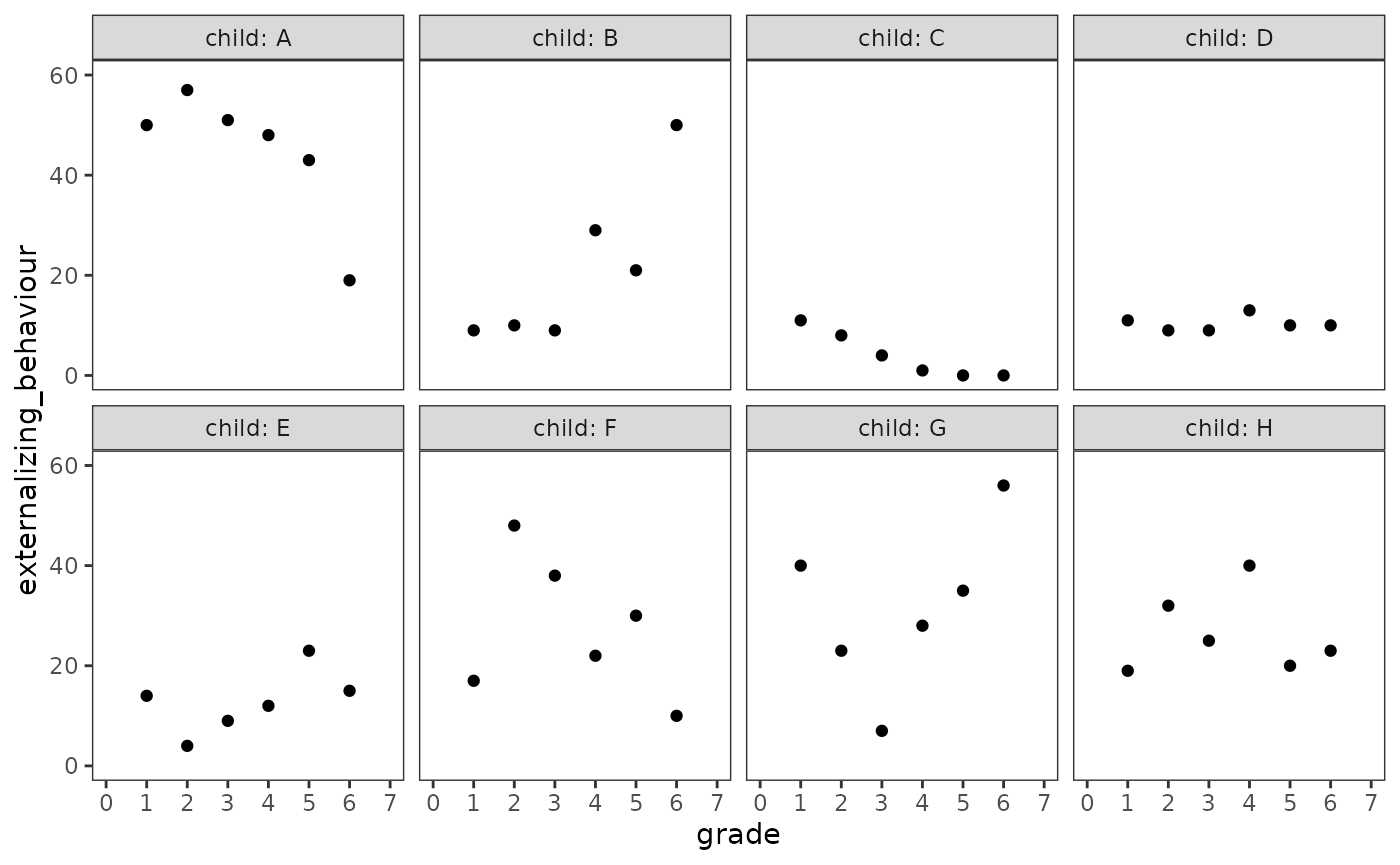 child: A
child: B
child: C
child: D
60
40
20
0
child: E
child: F
child: G
child: H
60
40
20
0
0 1 2 3 4 5 6 7
0 1 2 3 4 5 6 7
0 1 2 3 4 5 6 7
0 1 2 3 4 5 6 7
grade
externalizing_behaviour